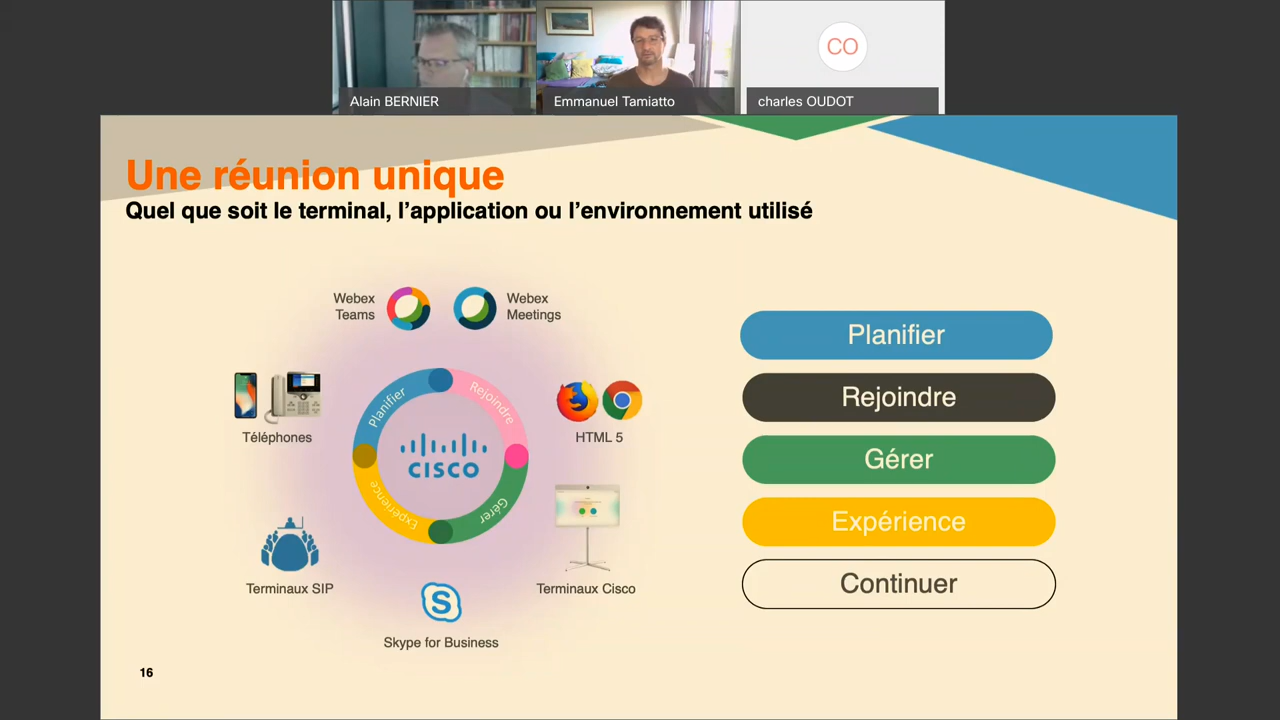 Alain BERNIER
Emmanuel Tamiatto
CO
charles OUDOT
Une réunion unique
Quel que soit le terminal, l’application ou l’environnement utilisé
Webex
Teams
Webex
Meetings
Téléphones
HTML 5
Planifier
Rejoindre
CISCO
Expérience
Gérer
Terminaux SIP
Terminaux Cisco
S
Skype for Business
Planifier
Rejoindre
Gérer
Expérience
Continuer
16